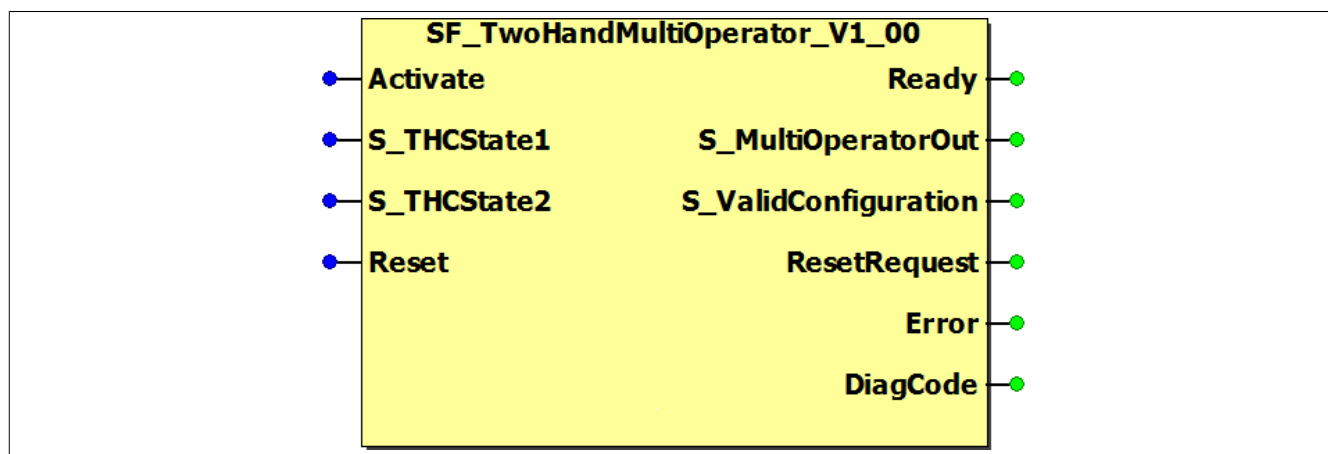 SF_TwoHandMultiOperator_V1_00
Activate Ready
S_THCState1 S_MultiOperatorOut
S_THCState2 S_ValidConfiguration
Reset ResetRequest
Error
DiagCode